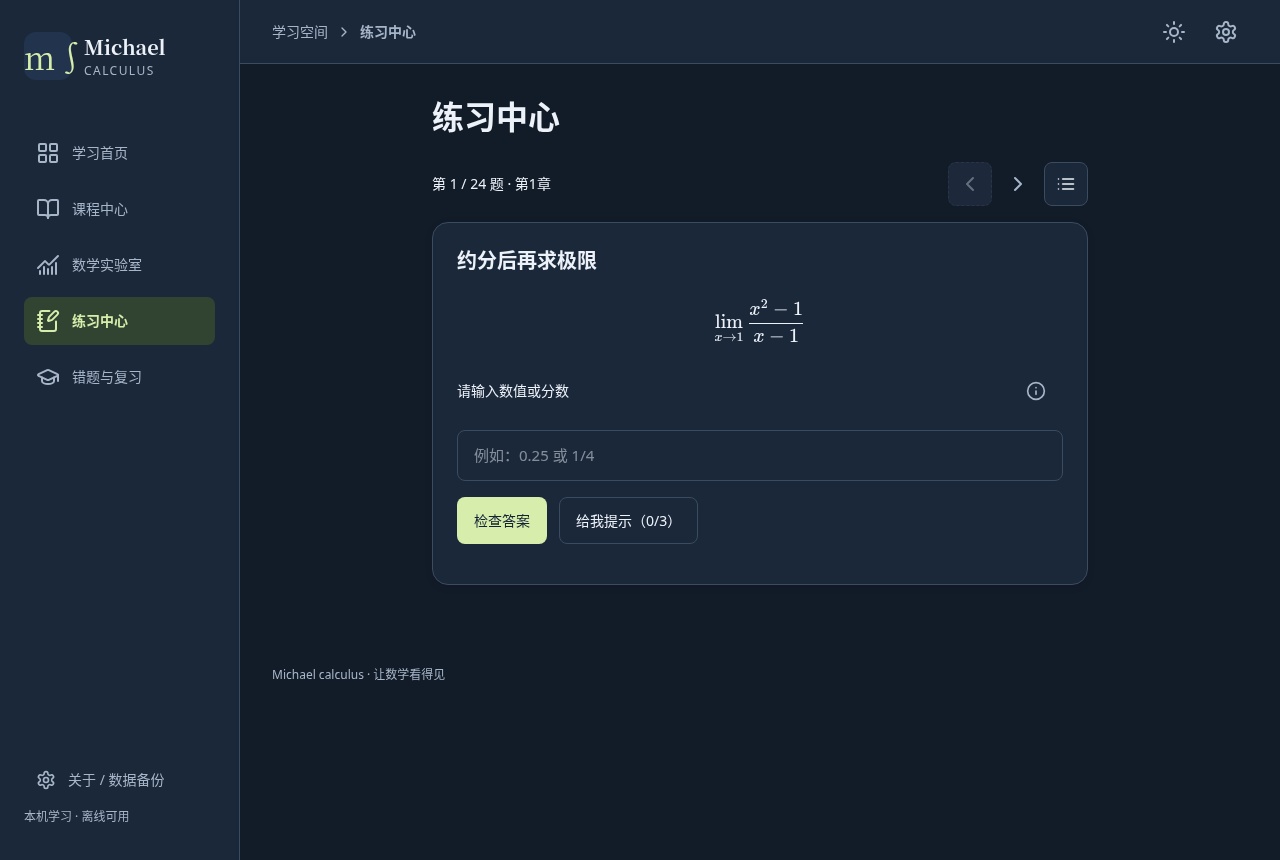 m ∫ Michael
CALCULUS
学习首页
课程中心
数学实验室
练习中心
错题与复习
关于 / 数据备份
本机学习 · 离线可用
学习空间 > 练习中心
练习中心
第 1 / 24 题 · 第1章
约分后再求极限
lim x→1 (x² − 1)/(x − 1)
请输入数值或分数
例如：0.25 或 1/4
检查答案 给我提示（0/3）
Michael calculus · 让数学看得见